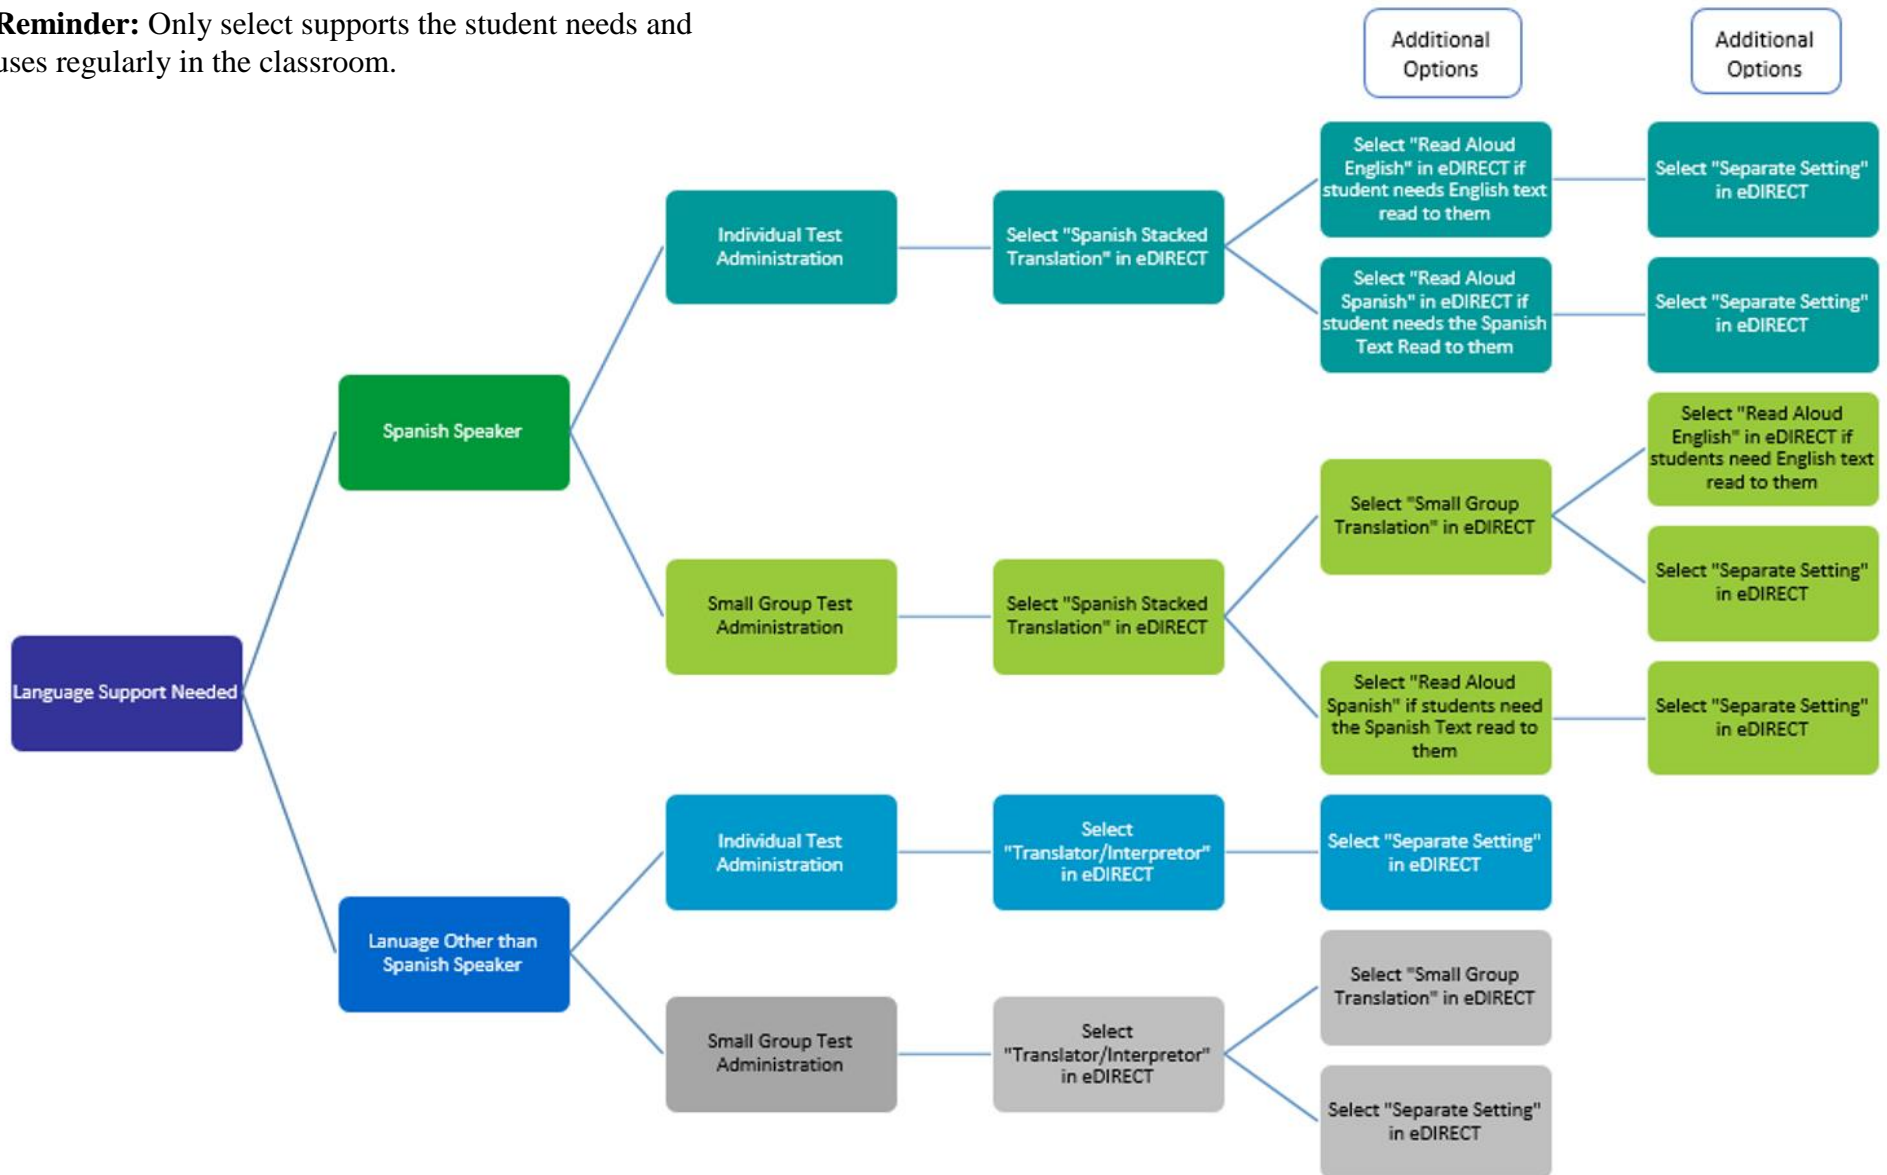 Reminder: Only select supports the student needs and
uses regularly in the classroom.
Additional
Options
Additional
Options
Language Support Needed
Spanish Speaker
Individual Test
Administration
Select "Spanish Stacked
Translation" in eDIRECT
Select "Read Aloud
English" in eDIRECT if
student needs English text
read to them
Select "Separate Setting"
in eDIRECT
Select "Read Aloud
Spanish" in eDIRECT if
student needs the Spanish
Text Read to them
Select "Separate Setting"
in eDIRECT
Small Group Test
Administration
Select "Spanish Stacked
Translation" in eDIRECT
Select "Small Group
Translation" in eDIRECT
Select "Read Aloud
English" in eDIRECT if
students need English text
read to them
Select "Separate Setting"
in eDIRECT
Select "Read Aloud
Spanish" if students need
the Spanish Text read to
them
Select "Separate Setting"
in eDIRECT
Lanuage Other than
Spanish Speaker
Individual Test
Administration
Select
"Translator/Interpretor"
in eDIRECT
Select "Separate Setting"
in eDIRECT
Small Group Test
Administration
Select
"Translator/Interpretor"
in eDIRECT
Select "Small Group
Translation" in eDIRECT
Select "Separate Setting"
in eDIRECT